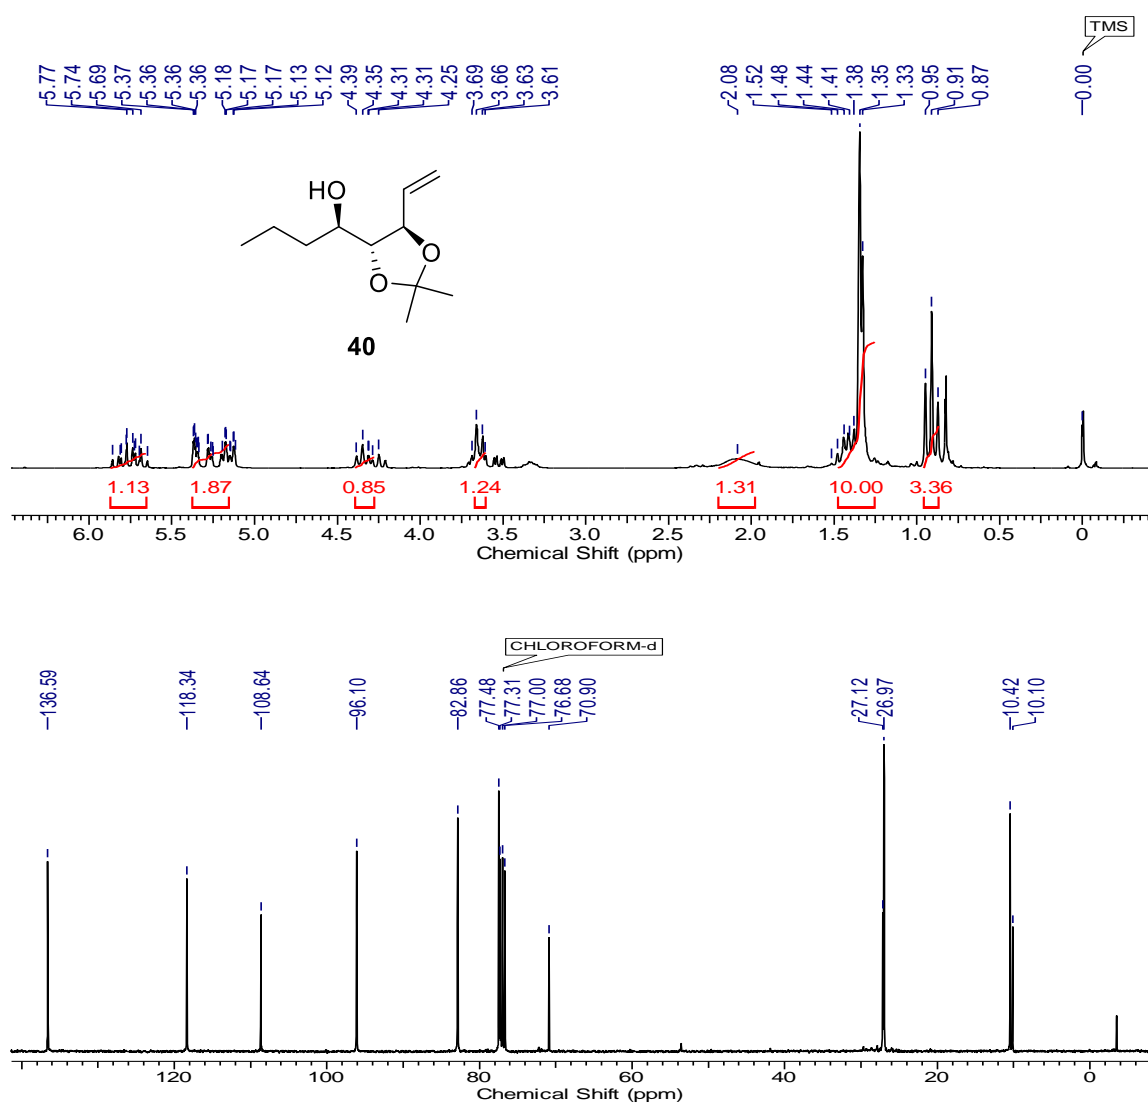 TMS
5.77 5.74 5.69 5.37 5.36 5.36 5.36 5.18 5.17 5.17 5.13 5.12 4.39 4.35 4.31 4.31 4.25 3.69 3.66 3.63 3.61 2.08 1.52 1.48 1.44 1.41 1.38 1.35 1.33 0.95 0.91 0.87 -0.00
HO
O
O
40
1.13 1.87 0.85 1.24 1.31 10.00 3.36
6.0 5.5 5.0 4.5 4.0 3.5 3.0 2.5 2.0 1.5 1.0 0.5 0
Chemical Shift (ppm)
CHLOROFORM-d
136.59 118.34 108.64 96.10 82.86 77.48 77.31 77.00 76.68 70.90 27.12 26.97 10.42 10.10
120 100 80 60 40 20 0
Chemical Shift (ppm)